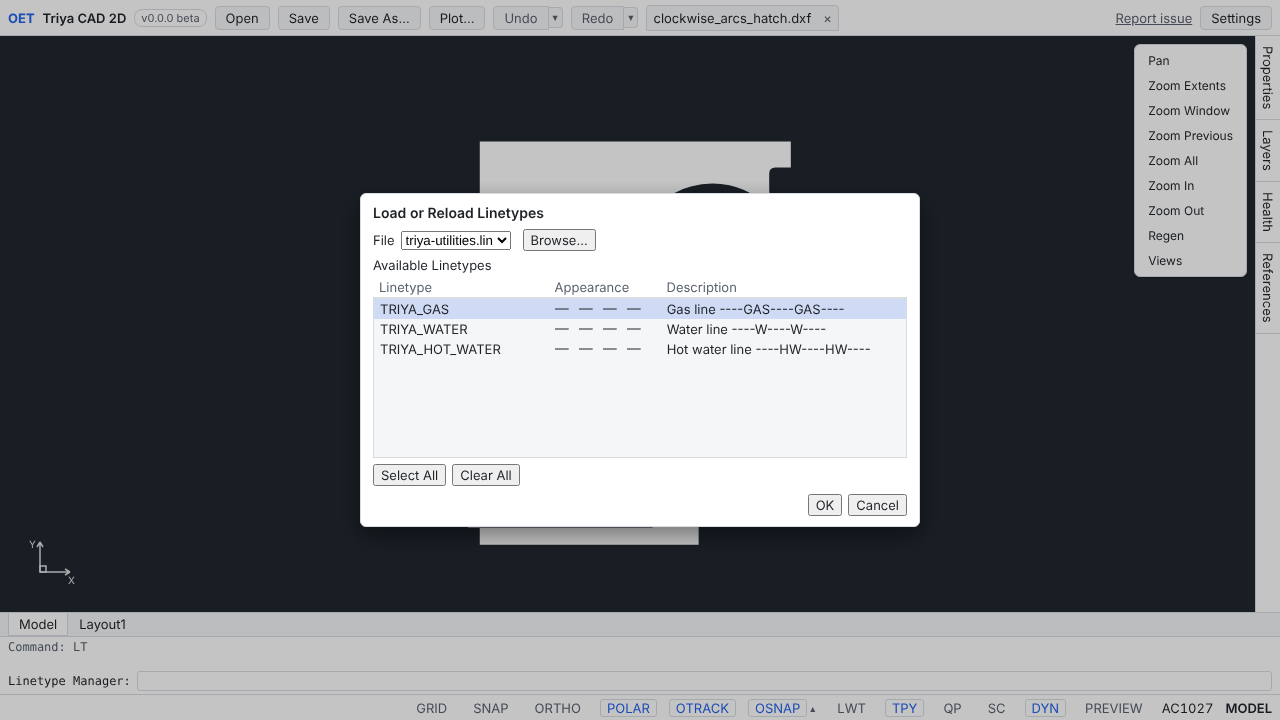 OET Triya CAD 2D v0.0.0 beta Open Save Save As... Plot... Undo ▼ Redo ▼ clockwise_arcs_hatch.dxf × Report issue Settings
Pan
Zoom Extents
Zoom Window
Zoom Previous
Zoom All
Zoom In
Zoom Out
Regen
Views
Properties
Layers
Health
References
Load or Reload Linetypes
File triya-utilities.lin Browse...
Available Linetypes
Linetype Appearance Description
TRIYA_GAS Gas line ----GAS----GAS----
TRIYA_WATER Water line ----W----W----
TRIYA_HOT_WATER Hot water line ----HW----HW----
Select All Clear All
OK Cancel
Y
X
Model Layout1
Command: LT
Linetype Manager:
GRID SNAP ORTHO POLAR OTRACK OSNAP ▲ LWT TPY QP SC DYN PREVIEW AC1027 MODEL